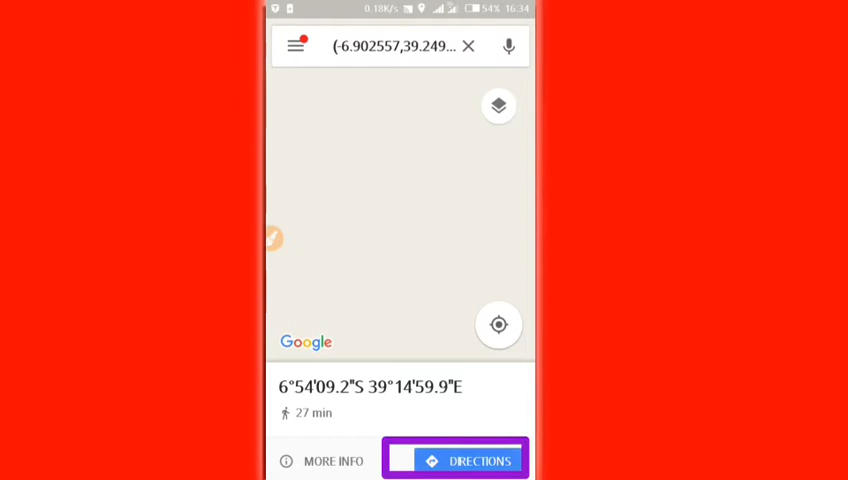 0.18K/s 54% 16:34
(-6.902557,39.249...
Google
6°54'09.2"S 39°14'59.9"E
27 min
MORE INFO DIRECTIONS